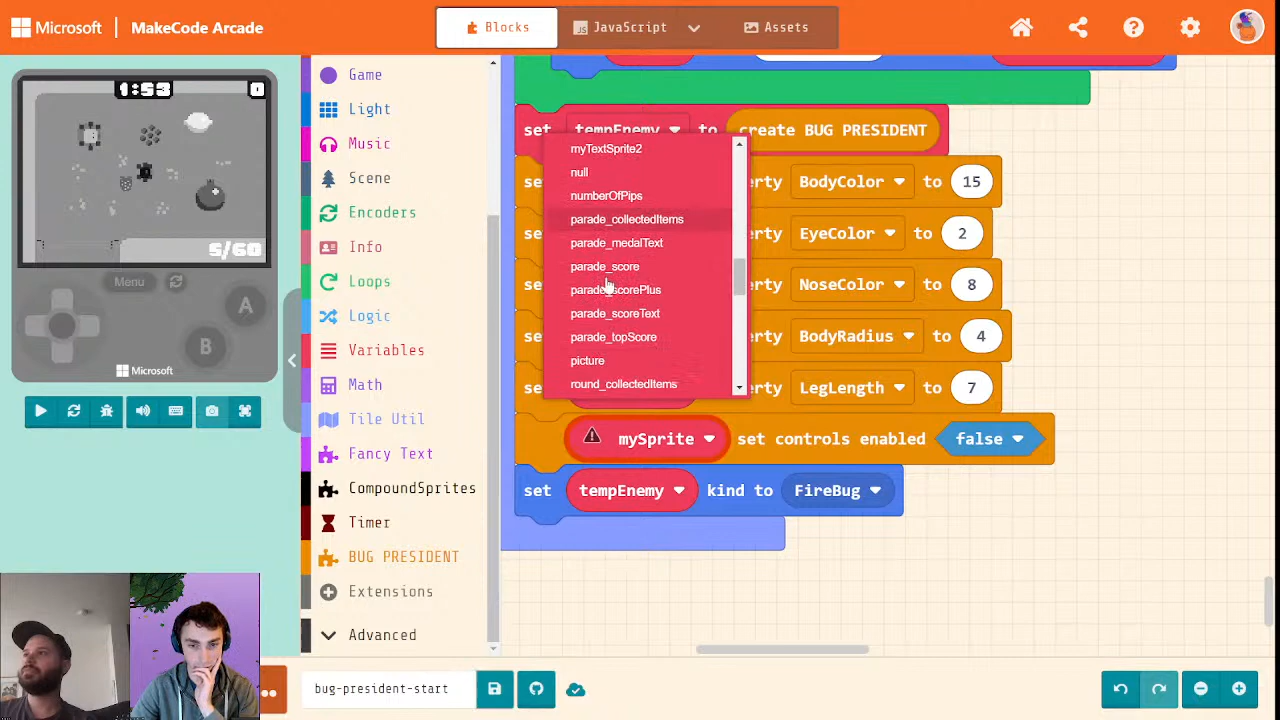 Microsoft
MakeCode Arcade
Blocks
JavaScript
Assets
1:53
0
5/60
Menu
A
B
Microsoft
Game
Light
Music
Scene
Encoders
Info
Loops
Logic
Variables
Math
Tile Util
Fancy Text
CompoundSprites
Timer
BUG PRESIDENT
Extensions
Advanced
set tempEnemy to create BUG PRESIDENT
erty BodyColor to 15
erty EyeColor to 2
erty NoseColor to 8
erty BodyRadius to 4
erty LegLength to 7
myTextSprite2
null
numberOfPips
parade_collectedItems
parade_medalText
parade_score
parade_scorePlus
parade_scoreText
parade_topScore
picture
round_collectedItems
mySprite set controls enabled false
set tempEnemy kind to FireBug
bug-president-start